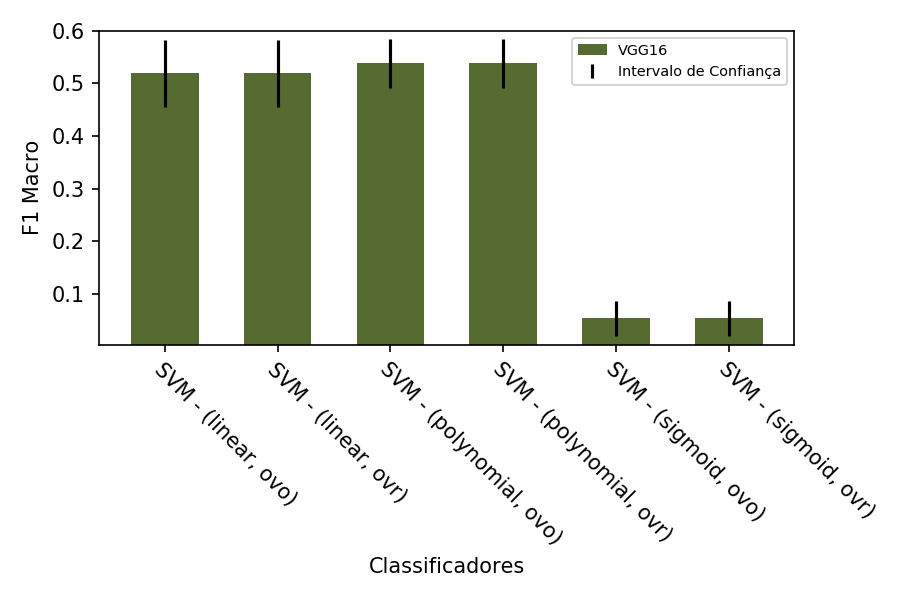 0.6
0.5
0.4
0.3
0.2
0.1
F1 Macro
VGG16
Intervalo de Confiança
SVM - (linear, ovo)
SVM - (linear, ovr)
SVM - (polynomial, ovo)
SVM - (polynomial, ovr)
SVM - (sigmoid, ovo)
SVM - (sigmoid, ovr)
Classificadores